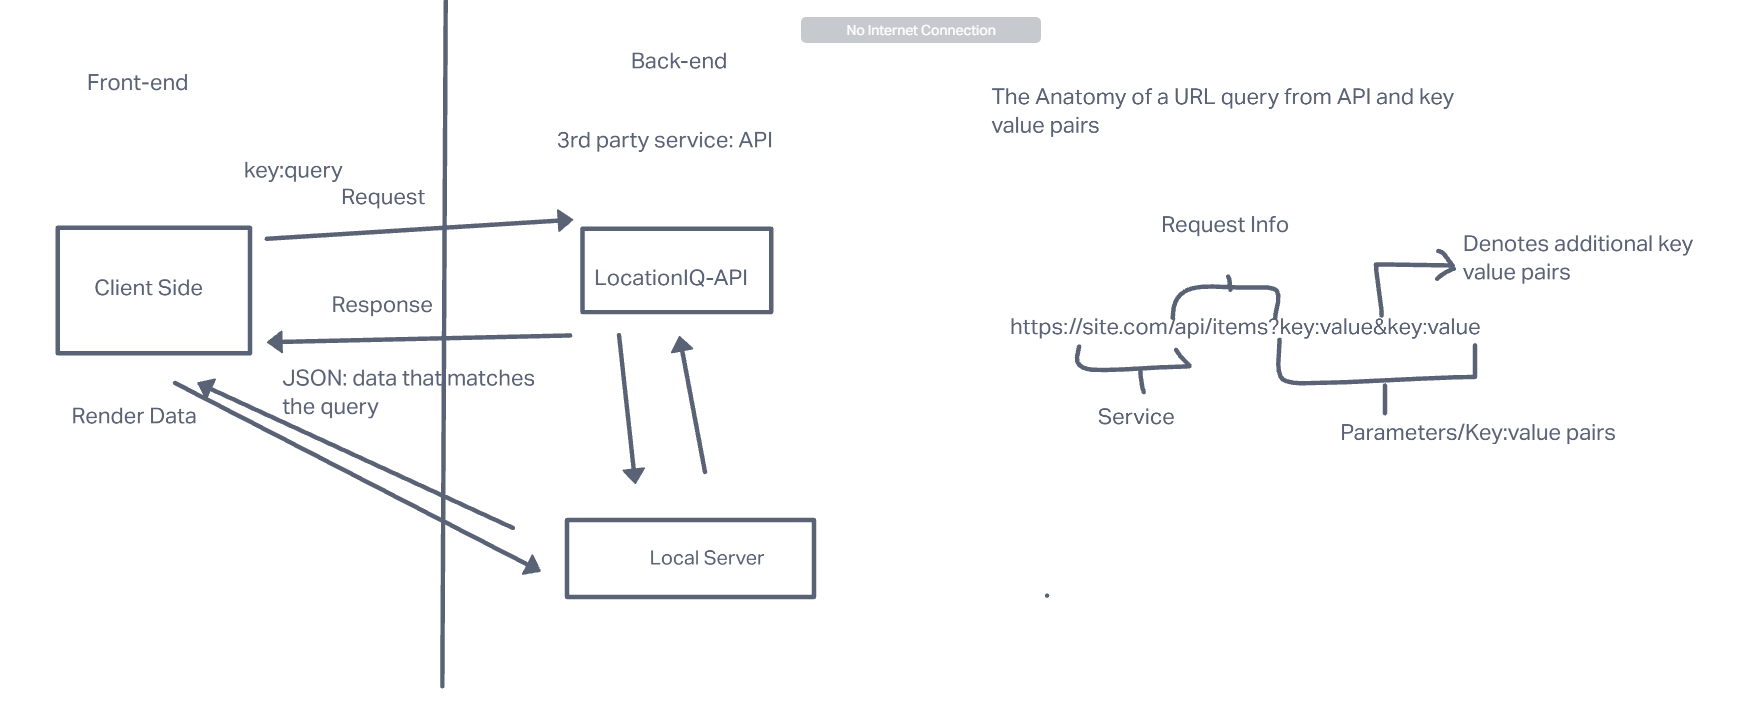 No Internet Connection
Front-end
Back-end
3rd party service: API
key:query
Request
Client Side
LocationIQ-API
Response
JSON: data that matches
the query
Render Data
Local Server
The Anatomy of a URL query from API and key
value pairs
Request Info
Denotes additional key
value pairs
https://site.com/api/items?key:value&key:value
Service
Parameters/Key:value pairs